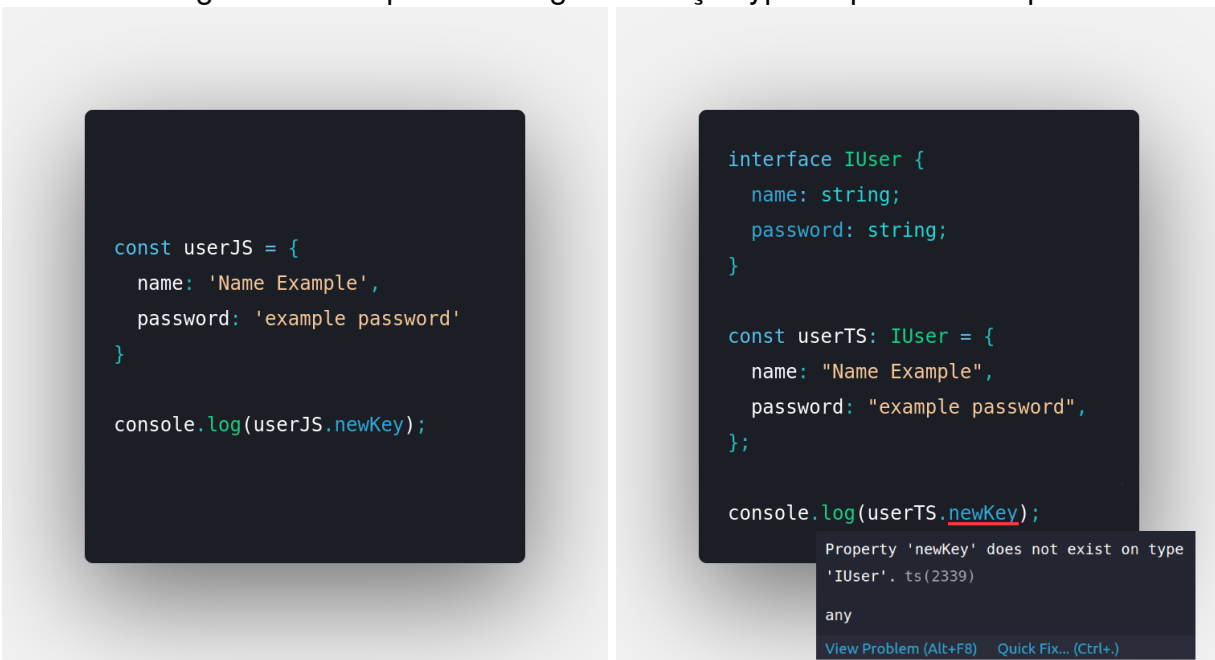 const userJS = {
  name: 'Name Example',
  password: 'example password'
}
console.log(userJS.newKey);
interface IUser {
  name: string;
  password: string;
}
const userTS: IUser = {
  name: "Name Example",
  password: "example password",
};
console.log(userTS.newKey);
Property 'newKey' does not exist on type
'IUser'. ts(2339)
any
View Problem (Alt+F8) Quick Fix... (Ctrl+.)